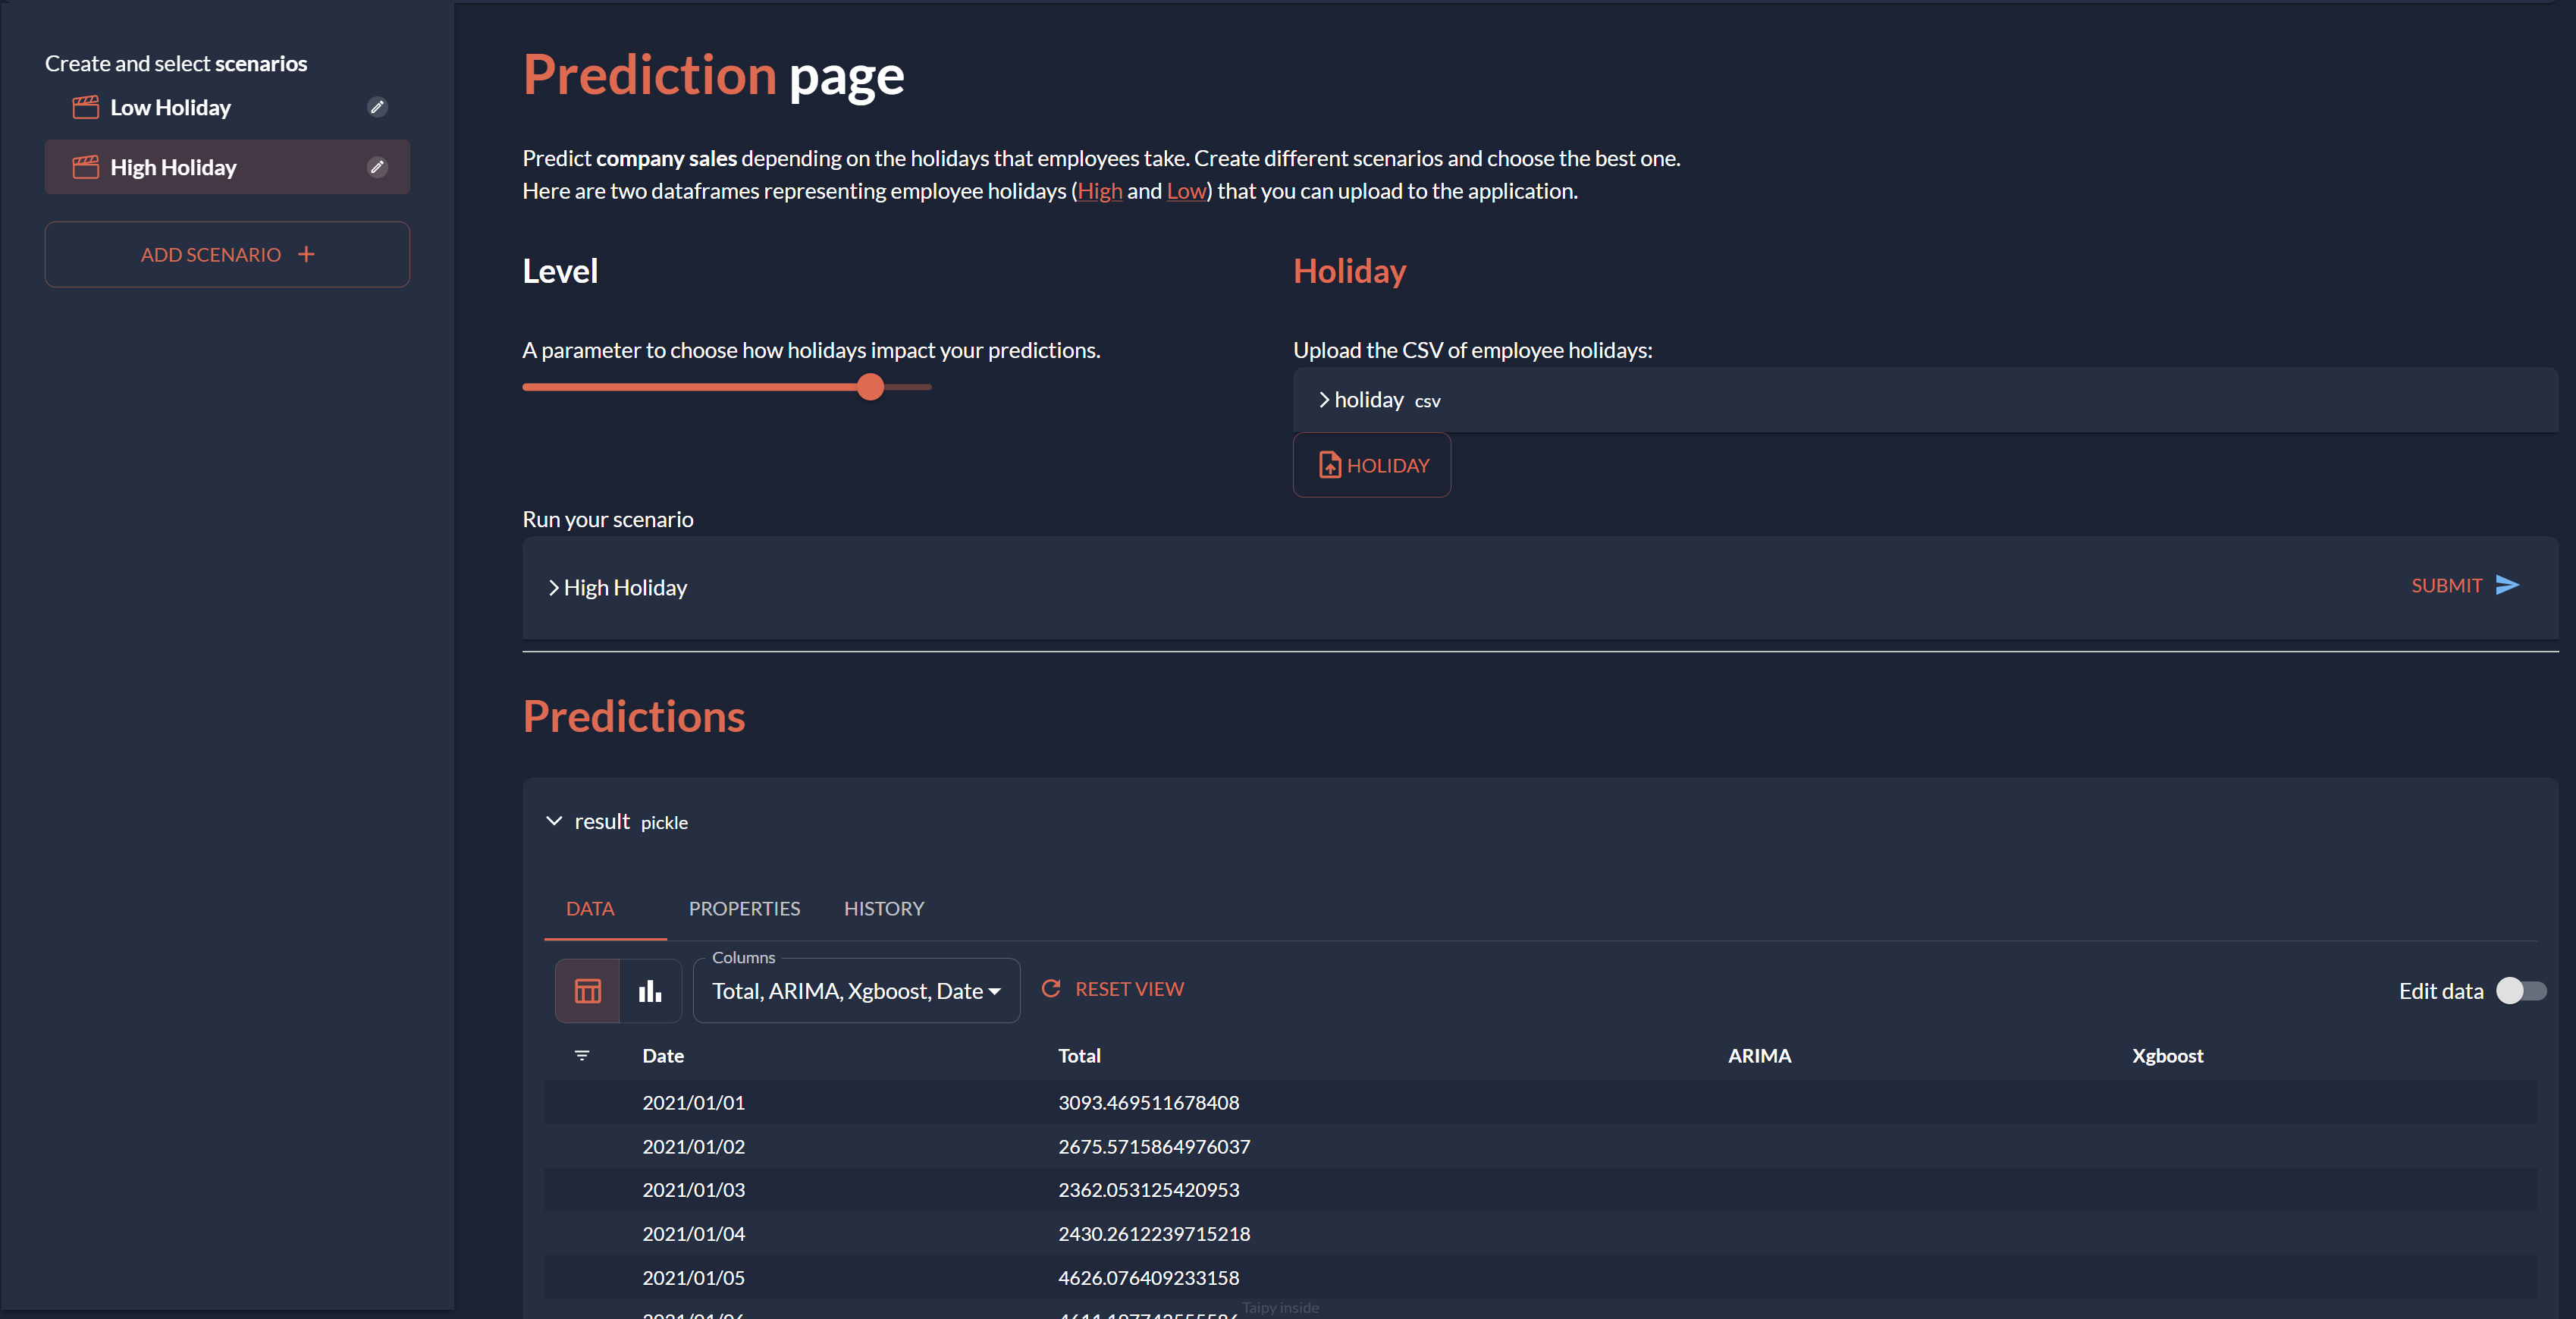 Create and select scenarios
Low Holiday
High Holiday
ADD SCENARIO
Prediction page
Predict company sales depending on the holidays that employees take. Create different scenarios and choose the best one.
Here are two dataframes representing employee holidays (High and Low) that you can upload to the application.
Level
A parameter to choose how holidays impact your predictions.
Holiday
Upload the CSV of employee holidays:
holiday csv
HOLIDAY
Run your scenario
High Holiday
SUBMIT
Predictions
result pickle
DATA PROPERTIES HISTORY
Columns
Total, ARIMA, Xgboost, Date
RESET VIEW
Edit data
Date Total ARIMA Xgboost
2021/01/01 3093.469511678408
2021/01/02 2675.5715864976037
2021/01/03 2362.053125420953
2021/01/04 2430.2612239715218
2021/01/05 4626.076409233158
Taipy inside